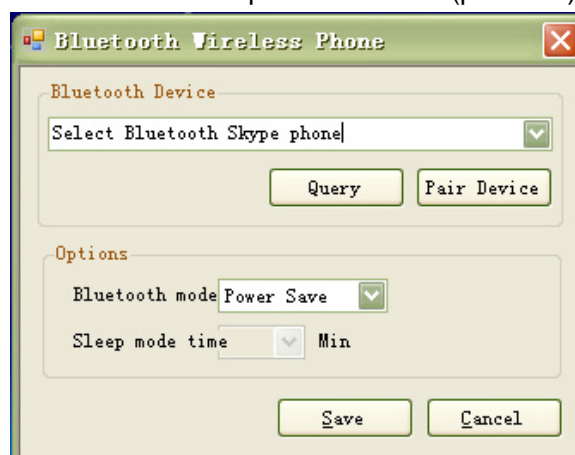 Bluetooth Wireless Phone
Bluetooth Device
Select Bluetooth Skype phone
Query Pair Device
Options
Bluetooth mode Power Save
Sleep mode time Min
Save Cancel